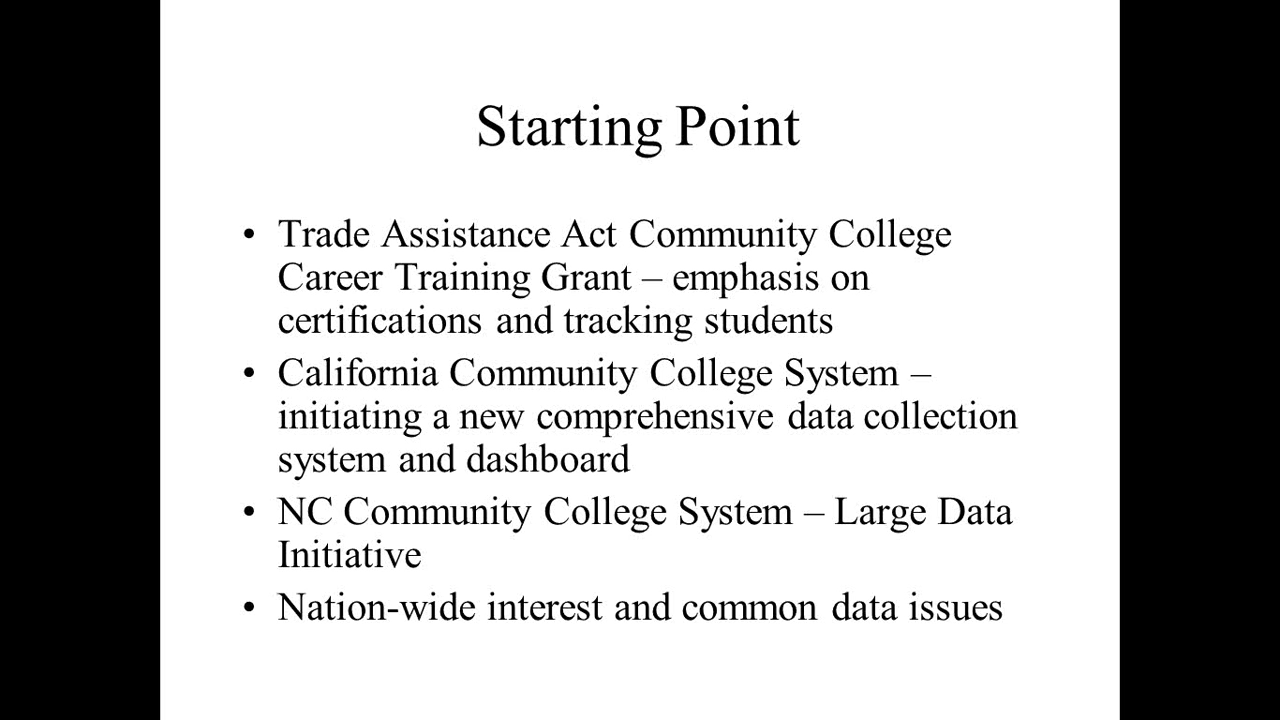 Starting Point
• Trade Assistance Act Community College
Career Training Grant – emphasis on
certifications and tracking students
• California Community College System –
initiating a new comprehensive data collection
system and dashboard
• NC Community College System – Large Data
Initiative
• Nation-wide interest and common data issues